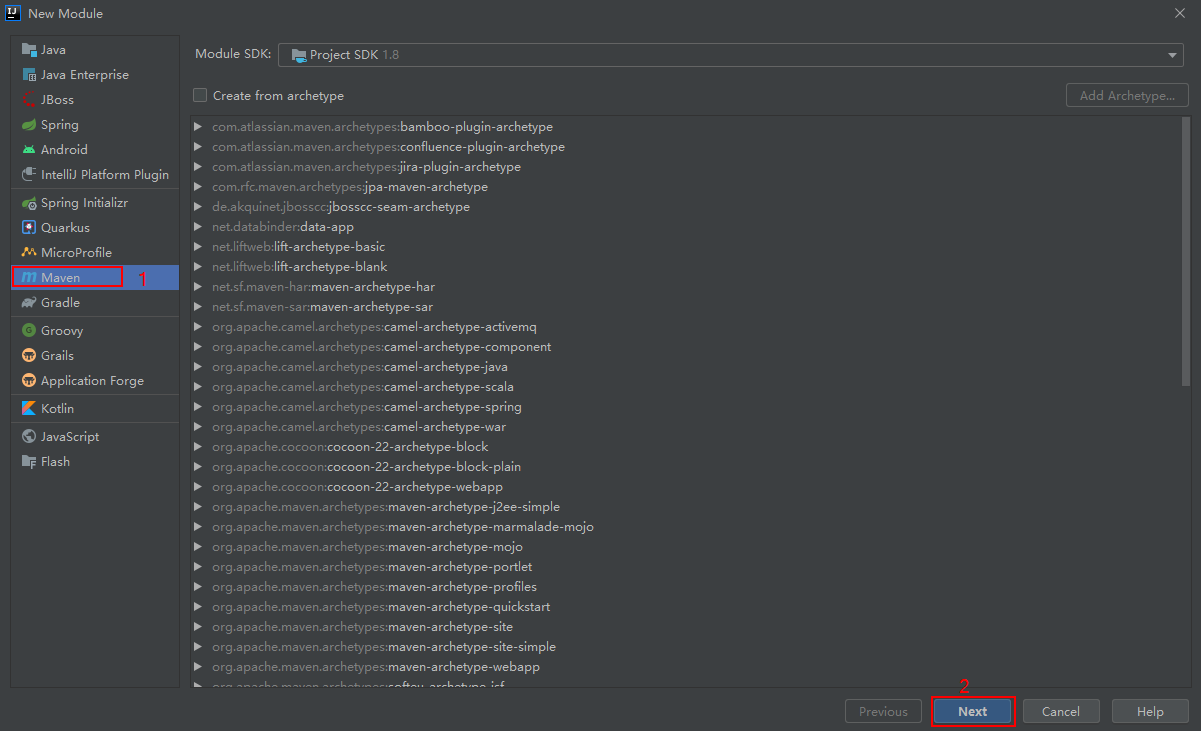 New Module
Java
Java Enterprise
JBoss
Spring
Android
IntelliJ Platform Plugin
Spring Initializr
Quarkus
MicroProfile
Maven 1
Gradle
Groovy
Grails
Application Forge
Kotlin
JavaScript
Flash
Module SDK: Project SDK 1.8
Create from archetype Add Archetype...
com.atlassian.maven.archetypes:bamboo-plugin-archetype
com.atlassian.maven.archetypes:confluence-plugin-archetype
com.atlassian.maven.archetypes:jira-plugin-archetype
com.rfc.maven.archetypes:jpa-maven-archetype
de.akquinet.jbosscc:jbosscc-seam-archetype
net.databinder:data-app
net.liftweb:lift-archetype-basic
net.liftweb:lift-archetype-blank
net.sf.maven-har:maven-archetype-har
net.sf.maven-sar:maven-archetype-sar
org.apache.camel.archetypes:camel-archetype-activemq
org.apache.camel.archetypes:camel-archetype-component
org.apache.camel.archetypes:camel-archetype-java
org.apache.camel.archetypes:camel-archetype-scala
org.apache.camel.archetypes:camel-archetype-spring
org.apache.camel.archetypes:camel-archetype-war
org.apache.cocoon:cocoon-22-archetype-block
org.apache.cocoon:cocoon-22-archetype-block-plain
org.apache.cocoon:cocoon-22-archetype-webapp
org.apache.maven.archetypes:maven-archetype-j2ee-simple
org.apache.maven.archetypes:maven-archetype-marmalade-mojo
org.apache.maven.archetypes:maven-archetype-mojo
org.apache.maven.archetypes:maven-archetype-portlet
org.apache.maven.archetypes:maven-archetype-profiles
org.apache.maven.archetypes:maven-archetype-quickstart
org.apache.maven.archetypes:maven-archetype-site
org.apache.maven.archetypes:maven-archetype-site-simple
org.apache.maven.archetypes:maven-archetype-webapp
org.apache.maven.archetypes:softeu-archetype-jsf
2
Previous Next Cancel Help